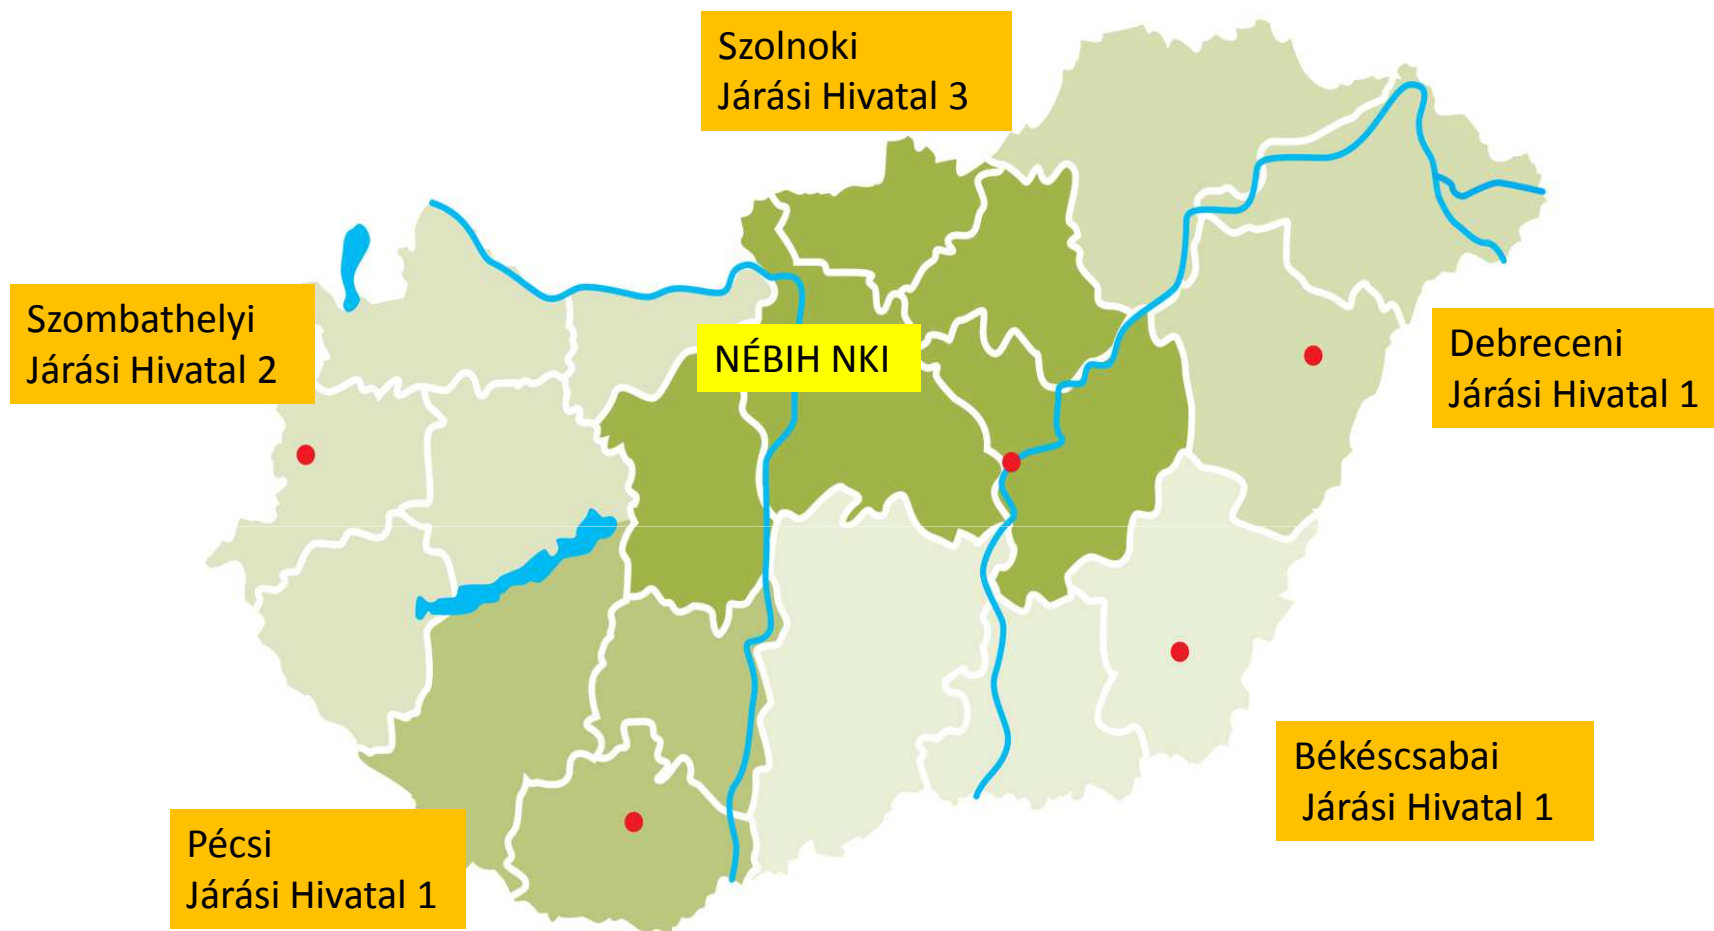 Szolnoki
Járási Hivatal 3
Szombathelyi
Járási Hivatal 2
NÉBIH NKI
Debreceni
Járási Hivatal 1
Békéscsabai
Járási Hivatal 1
Pécsi
Járási Hivatal 1